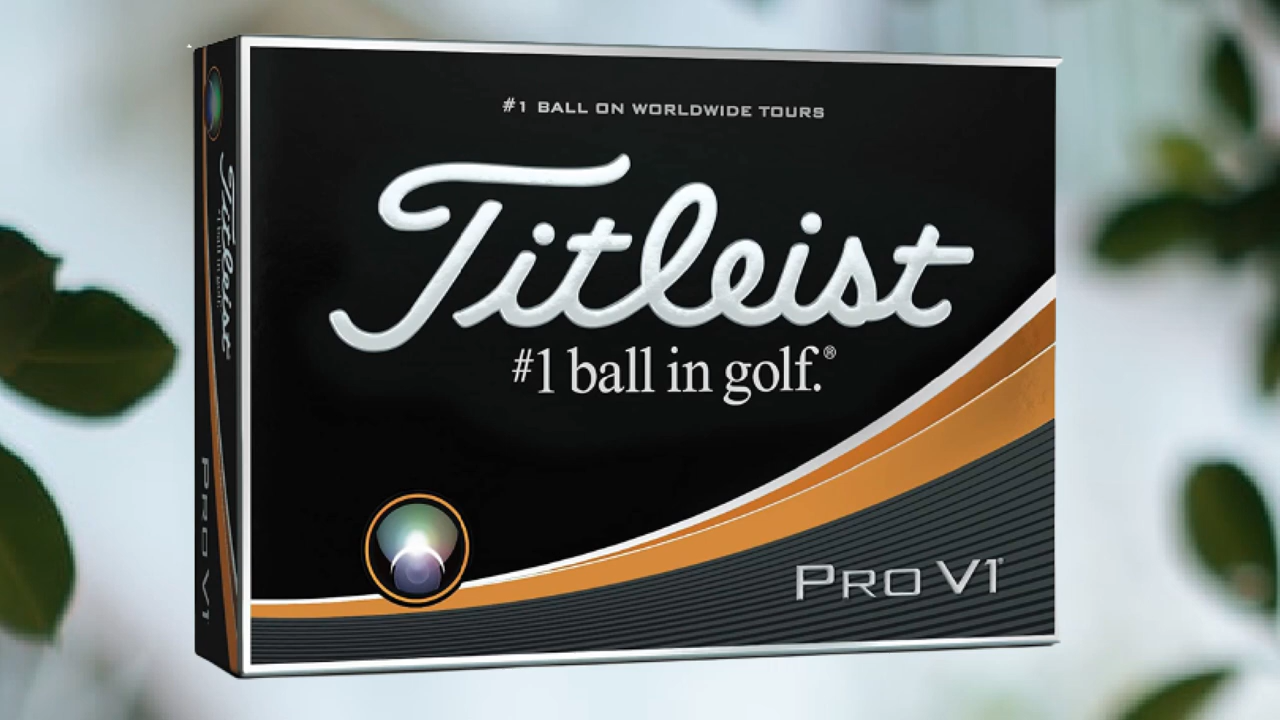 #1 BALL ON WORLDWIDE TOURS
Titleist
#1 ball in golf.®
PRO V1®
Titleist
#1 ball in golf.
PRO V1